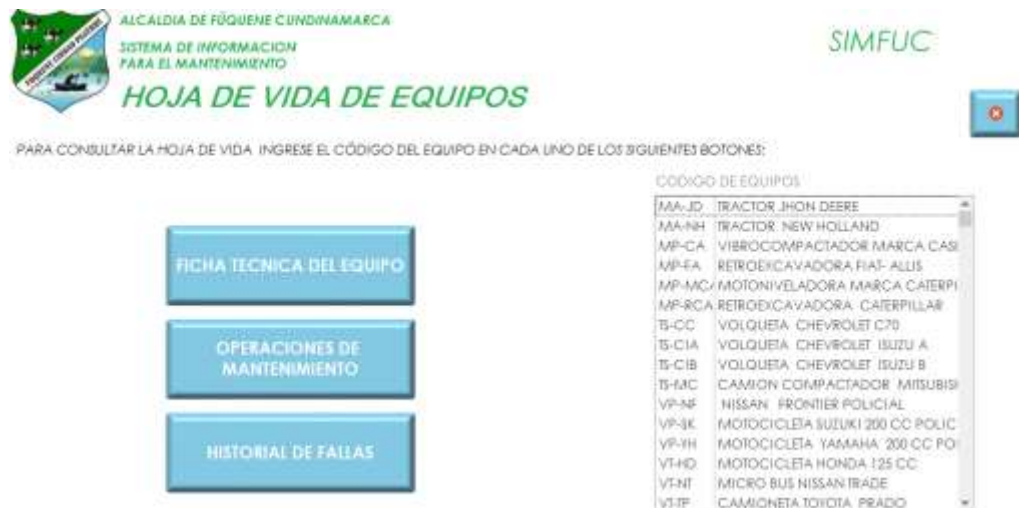 ALCALDIA DE FÚQUENE CUNDINAMARCA
SISTEMA DE INFORMACION
PARA EL MANTENIMIENTO
SIMFUC
HOJA DE VIDA DE EQUIPOS
PARA CONSULTAR LA HOJA DE VIDA INGRESE EL CÓDIGO DEL EQUIPO EN CADA UNO DE LOS SIGUIENTES BOTONES:
FICHA TECNICA DEL EQUIPO
OPERACIONES DE
MANTENIMIENTO
HISTORIAL DE FALLAS
CODIGO DE EQUIPOS
MA-JD TRACTOR JHON DEERE
MA-NH TRACTOR NEW HOLLAND
MP-CA VIBROCOMPACTADOR MARCA CASI
MP-FA RETROEXCAVADORA FIAT- ALLIS
MP-MC MOTONIVELADORA MARCA CATERPI
MP-RCA RETROEXCAVADORA CATERPILLAR
TS-CC VOLQUETA CHEVROLET C70
TS-CIA VOLQUETA CHEVROLET ISUZU A
TS-CIB VOLQUETA CHEVROLET ISUZU B
TS-MC CAMION COMPACTADOR MITSUBISI
VP-NF NISSAN FRONTIER POLICIAL
VP-SK MOTOCICLETA SUZUKI 200 CC POLIC
VP-YH MOTOCICLETA YAMAHA 200 CC PO
VT-HD MOTOCICLETA HONDA 125 CC
VT-NT MICRO BUS NISSAN TRADE
VT-TP CAMIONETA TOYOTA PRADO